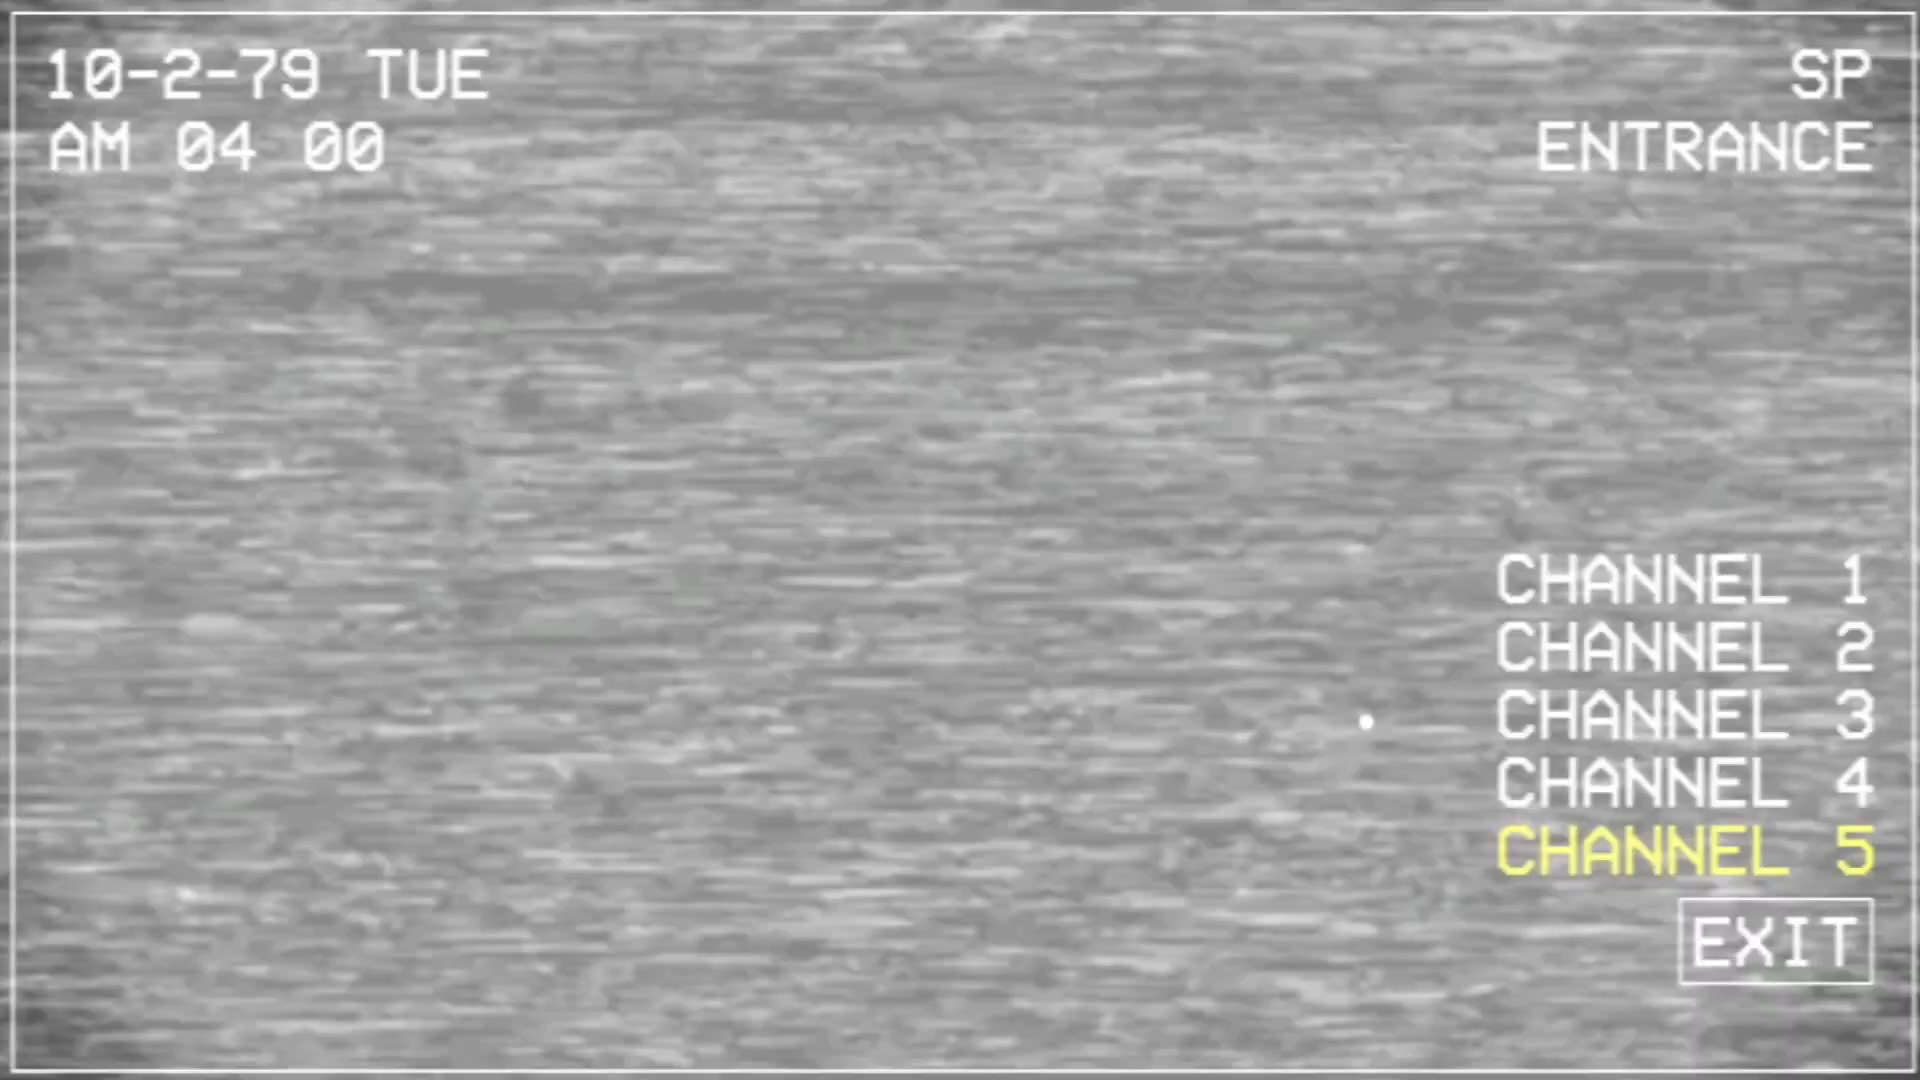 10-2-79 TUE
AM 04 00
SP
ENTRANCE
CHANNEL 1
CHANNEL 2
CHANNEL 3
CHANNEL 4
CHANNEL 5
EXIT